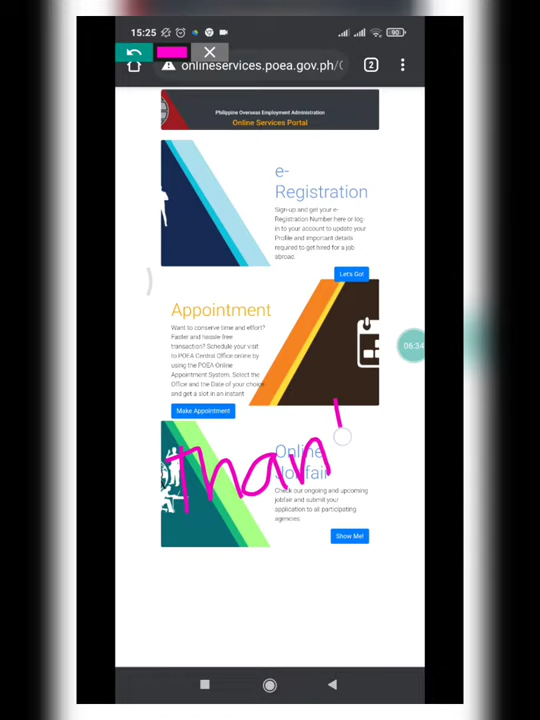 15:25
90
onlineservices.poea.gov.ph/
2
Philippine Overseas Employment Administration
Online Services Portal
e-
Registration
Sign-up and get your e-
Registration Number here or log-
in to your account to update your
Profile and important details
required to get hired for a job
abroad.
Let's Go!
Appointment
Want to conserve time and effort?
Faster and hassle free
transaction? Schedule your visit
to POEA Central Office online by
using the POEA Online
Appointment System. Select the
Office and the Date of your choice
and get a slot in an instant
Make Appointment
06:34
Online
Jobfair
Than
Check our ongoing and upcoming
jobfair and submit your
application to all participating
agencies.
Show Me!